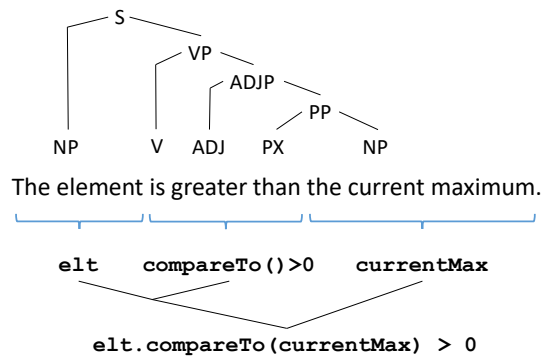 S
VP
ADJP
PP
NP V ADJ PX NP
The element is greater than the current maximum.
elt compareTo()>0 currentMax
elt.compareTo(currentMax) > 0